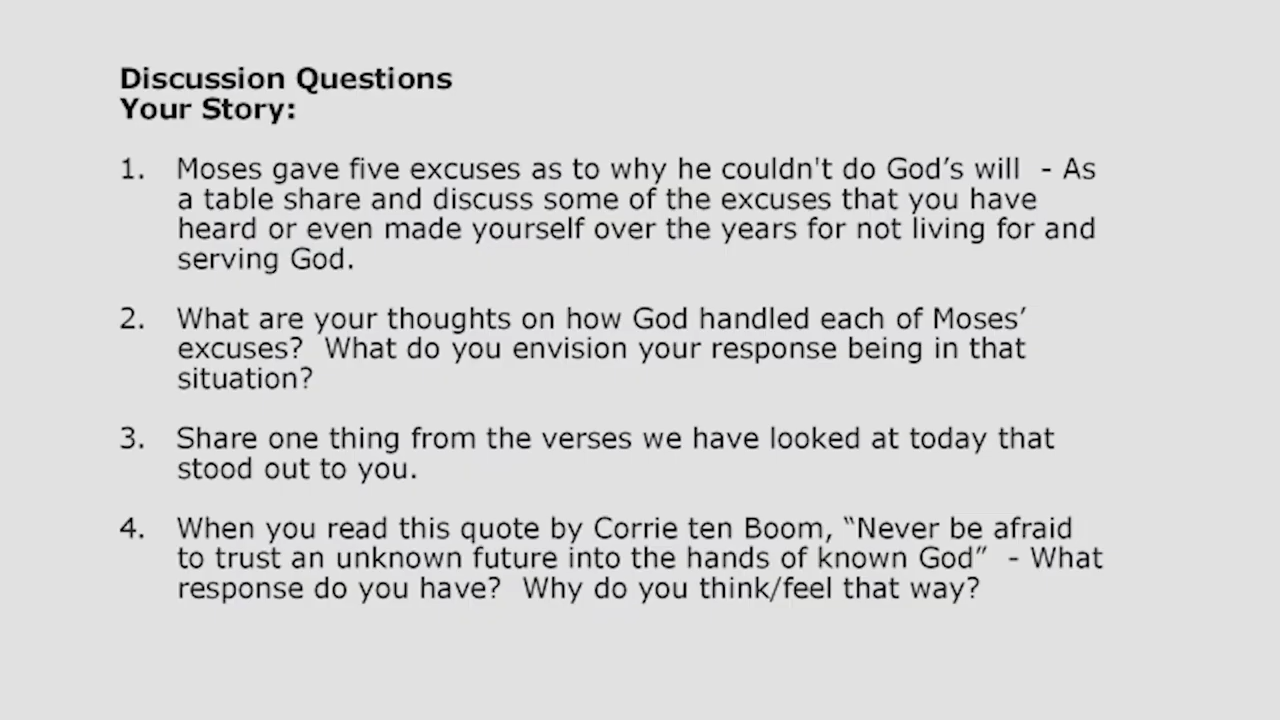 Discussion Questions
Your Story:
1. Moses gave five excuses as to why he couldn't do God’s will - As
a table share and discuss some of the excuses that you have
heard or even made yourself over the years for not living for and
serving God.
2. What are your thoughts on how God handled each of Moses’
excuses? What do you envision your response being in that
situation?
3. Share one thing from the verses we have looked at today that
stood out to you.
4. When you read this quote by Corrie ten Boom, “Never be afraid
to trust an unknown future into the hands of known God” - What
response do you have? Why do you think/feel that way?